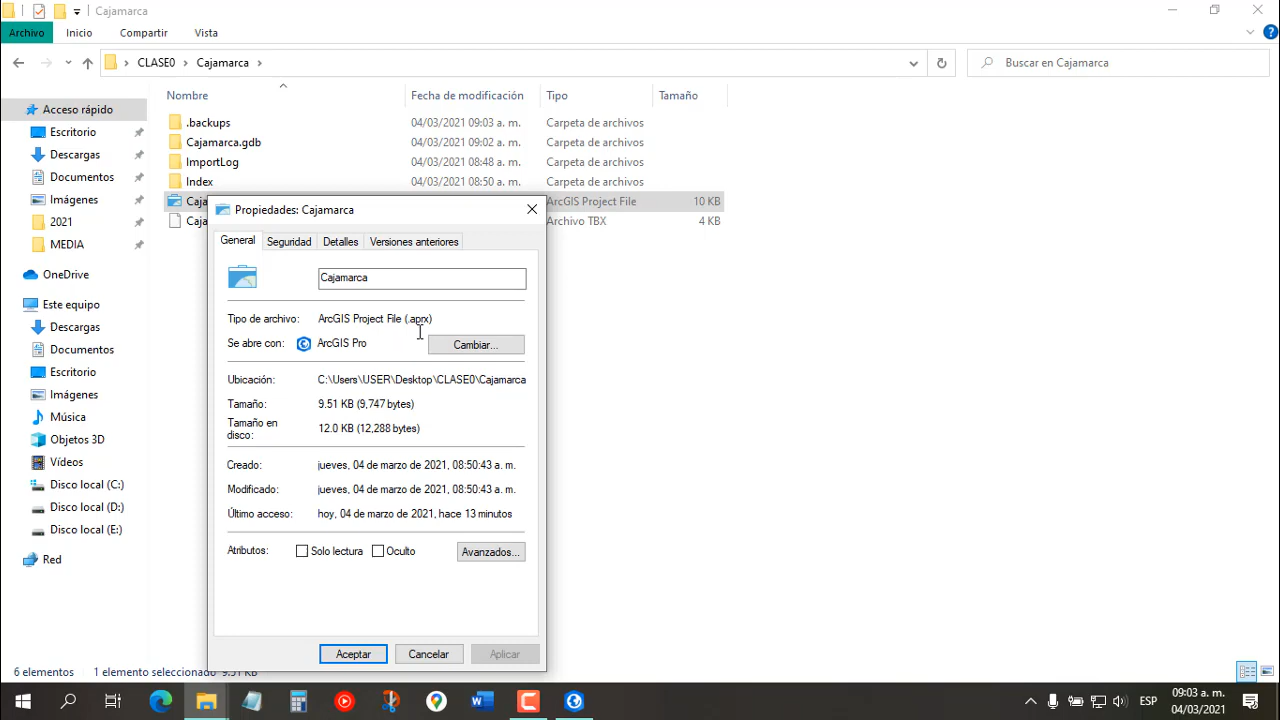 Cajamarca
Archivo Inicio Compartir Vista
CLASE0 Cajamarca Buscar en Cajamarca
Nombre Fecha de modificación Tipo Tamaño
Acceso rápido
Escritorio
Descargas
Documentos
Imágenes
2021
MEDIA
OneDrive
Este equipo
Descargas
Documentos
Escritorio
Imágenes
Música
Objetos 3D
Vídeos
Disco local (C:)
Disco local (D:)
Disco local (E:)
Red
.backups 04/03/2021 09:03 a. m. Carpeta de archivos
Cajamarca.gdb 04/03/2021 09:02 a. m. Carpeta de archivos
ImportLog 04/03/2021 08:48 a. m. Carpeta de archivos
Index 04/03/2021 08:50 a. m. Carpeta de archivos
Caja ArcGIS Project File 10 KB
Caja Archivo TBX 4 KB
Propiedades: Cajamarca
General Seguridad Detalles Versiones anteriores
Cajamarca
Tipo de archivo: ArcGIS Project File (.aprx)
Se abre con: ArcGIS Pro Cambiar...
Ubicación: C:\Users\USER\Desktop\CLASE0\Cajamarca
Tamaño: 9.51 KB (9,747 bytes)
Tamaño en
disco: 12.0 KB (12,288 bytes)
Creado: jueves, 04 de marzo de 2021, 08:50:43 a. m.
Modificado: jueves, 04 de marzo de 2021, 08:50:43 a. m.
Último acceso: hoy, 04 de marzo de 2021, hace 13 minutos
Atributos: Solo lectura Oculto Avanzados...
Aceptar Cancelar Aplicar
6 elementos 1 elemento seleccionado 9.51 KB
ESP 09:03 a. m.
04/03/2021